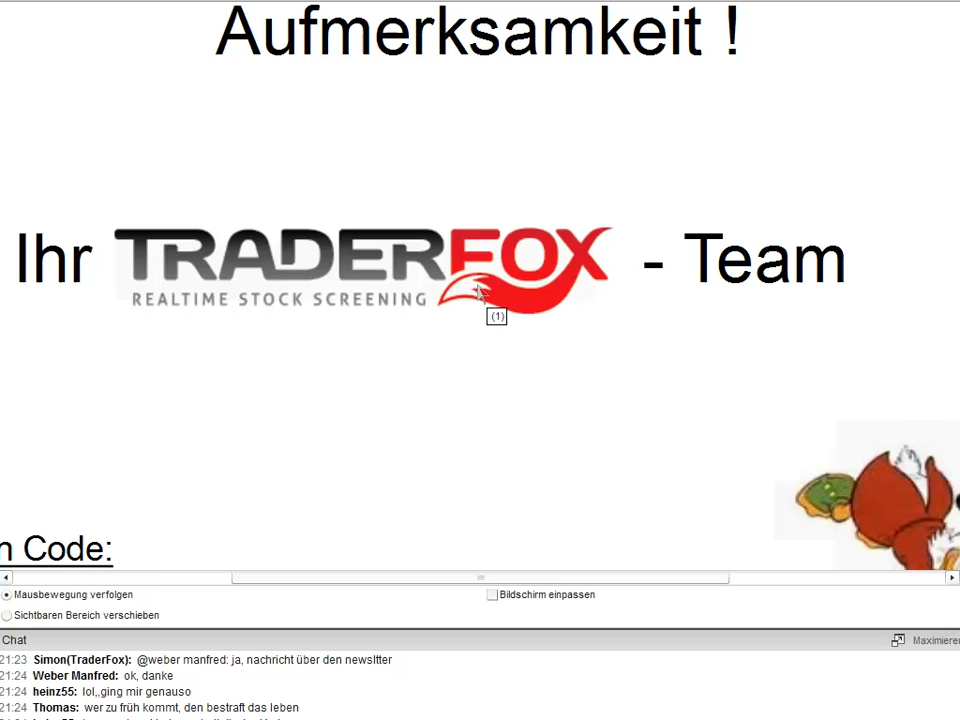 Aufmerksamkeit !
Ihr TRADERFOX - Team
REALTIME STOCK SCREENING
(1)
n Code:
Mausbewegung verfolgen
Bildschirm einpassen
Sichtbaren Bereich verschieben
Chat
Maximieren
21:23 Simon(TraderFox): @weber manfred: ja, nachricht über den newsltter
21:24 Weber Manfred: ok, danke
21:24 heinz55: lol,,ging mir genauso
21:24 Thomas: wer zu früh kommt, den bestraft das leben